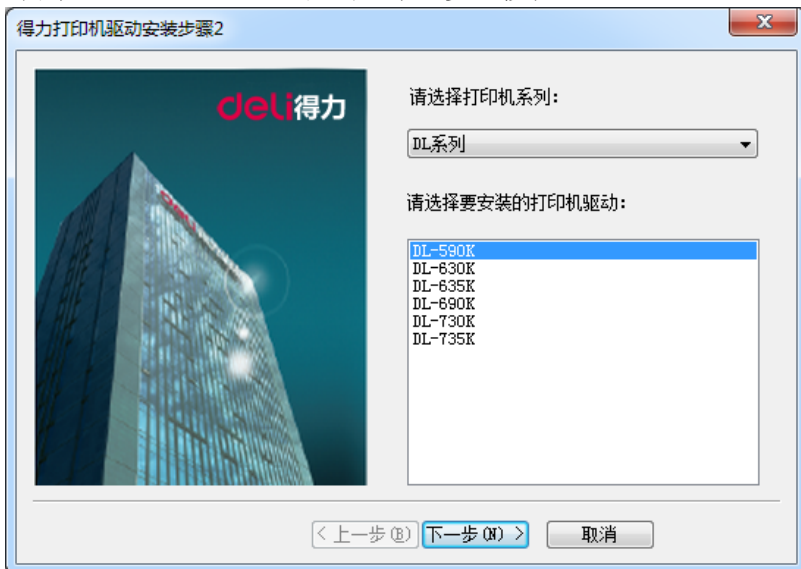 得力打印机驱动安装步骤2
deli得力
请选择打印机系列：
DL系列
请选择要安装的打印机驱动：
DL-590K
DL-630K
DL-635K
DL-690K
DL-730K
DL-735K
< 上一步(B) 下一步(N) > 取消